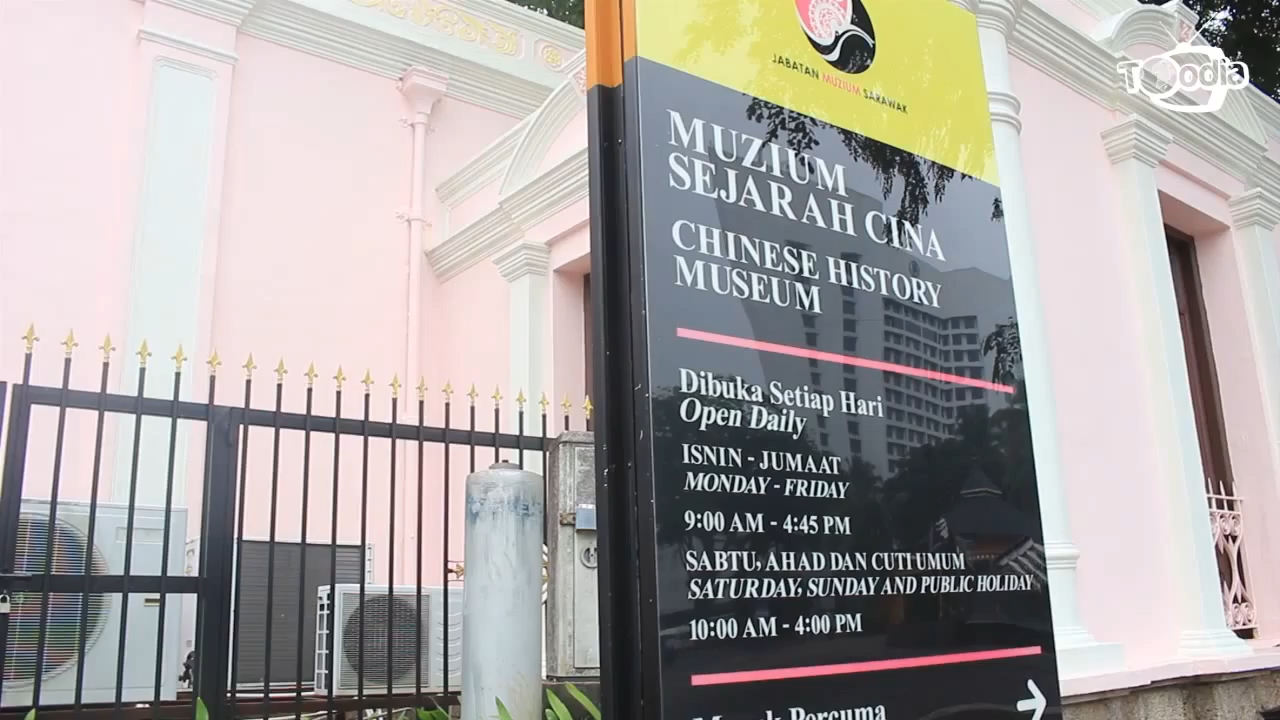 Toodia
JABATAN MUZIUM SARAWAK
MUZIUM
SEJARAH CINA
CHINESE HISTORY
MUSEUM
Dibuka Setiap Hari
Open Daily
ISNIN - JUMAAT
MONDAY - FRIDAY
9:00 AM - 4:45 PM
SABTU, AHAD DAN CUTI UMUM
SATURDAY, SUNDAY AND PUBLIC HOLIDAY
10:00 AM - 4:00 PM
Masuk Percuma